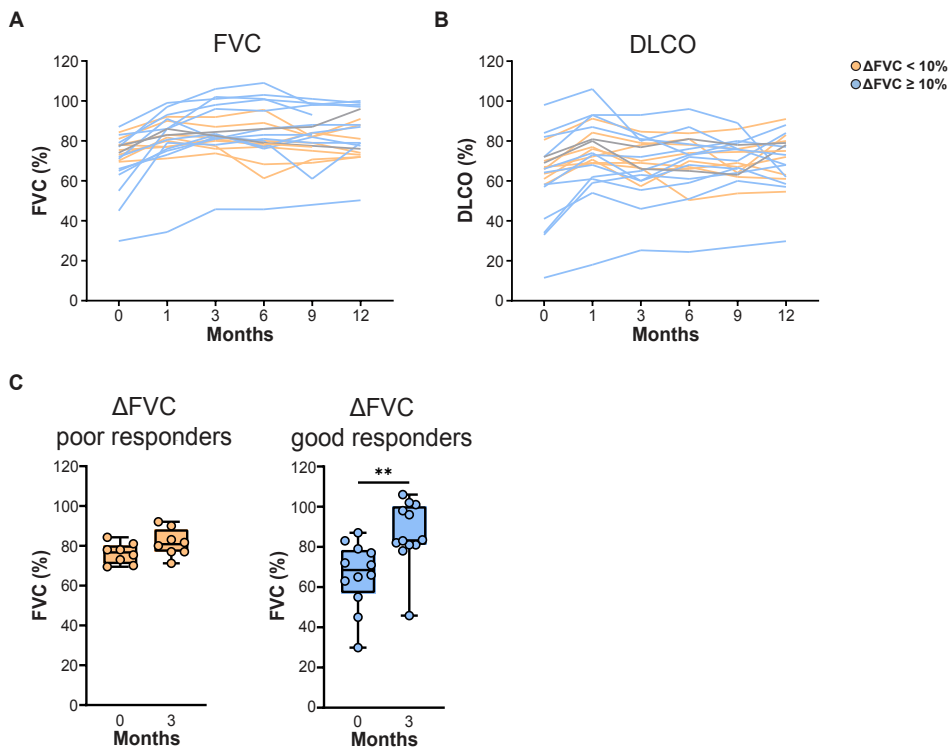 A
FVC
120
100
80
60
40
20
0
FVC (%)
0 1 3 6 9 12
Months
B
DLCO
120
100
80
60
40
20
0
DLCO (%)
0 1 3 6 9 12
Months
ΔFVC < 10%
ΔFVC ≥ 10%
C
ΔFVC
poor responders
120
100
80
60
40
20
0
FVC (%)
0 3
Months
ΔFVC
good responders
**
120
100
80
60
40
20
0
FVC (%)
0 3
Months